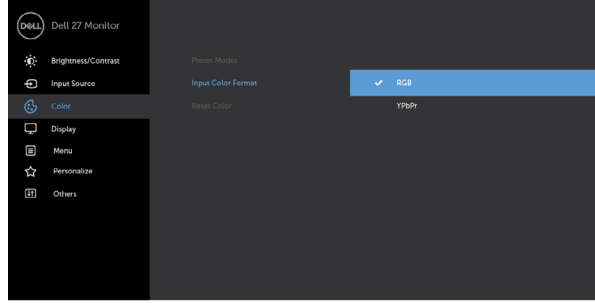 DELL Dell 27 Monitor
Brightness/Contrast Preset Modes
Input Source Input Color Format RGB
Color Reset Color YPbPr
Display
Menu
Personalize
Others